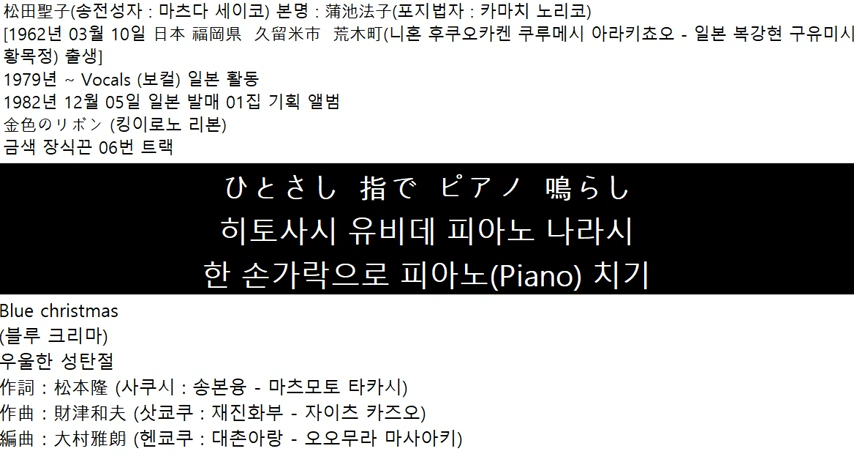 松田聖子(송전성자 : 마츠다 세이코) 본명 : 蒲池法子(포지법자 : 카마치 노리코)
[1962년 03월 10일 日本 福岡県 久留米市 荒木町(니혼 후쿠오카켄 쿠루메시 아라키쵸오 - 일본 복강현 구유미시
황목정) 출생]
1979년 ~ Vocals (보컬) 일본 활동
1982년 12월 05일 일본 발매 01집 기획 앨범
金色のリボン (킹이로노 리본)
금색 장식끈 06번 트랙
ひとさし 指で ピアノ 鳴らし
히토사시 유비데 피아노 나라시
한 손가락으로 피아노(Piano) 치기
Blue christmas
(블루 크리마)
우울한 성탄절
作詞 : 松本隆 (사쿠시 : 송본융 - 마츠모토 타카시)
作曲 : 財津和夫 (삿쿄쿠 : 재진화부 - 자이츠 카즈오)
編曲 : 大村雅朗 (헨쿄쿠 : 대촌아랑 - 오오무라 마사아키)